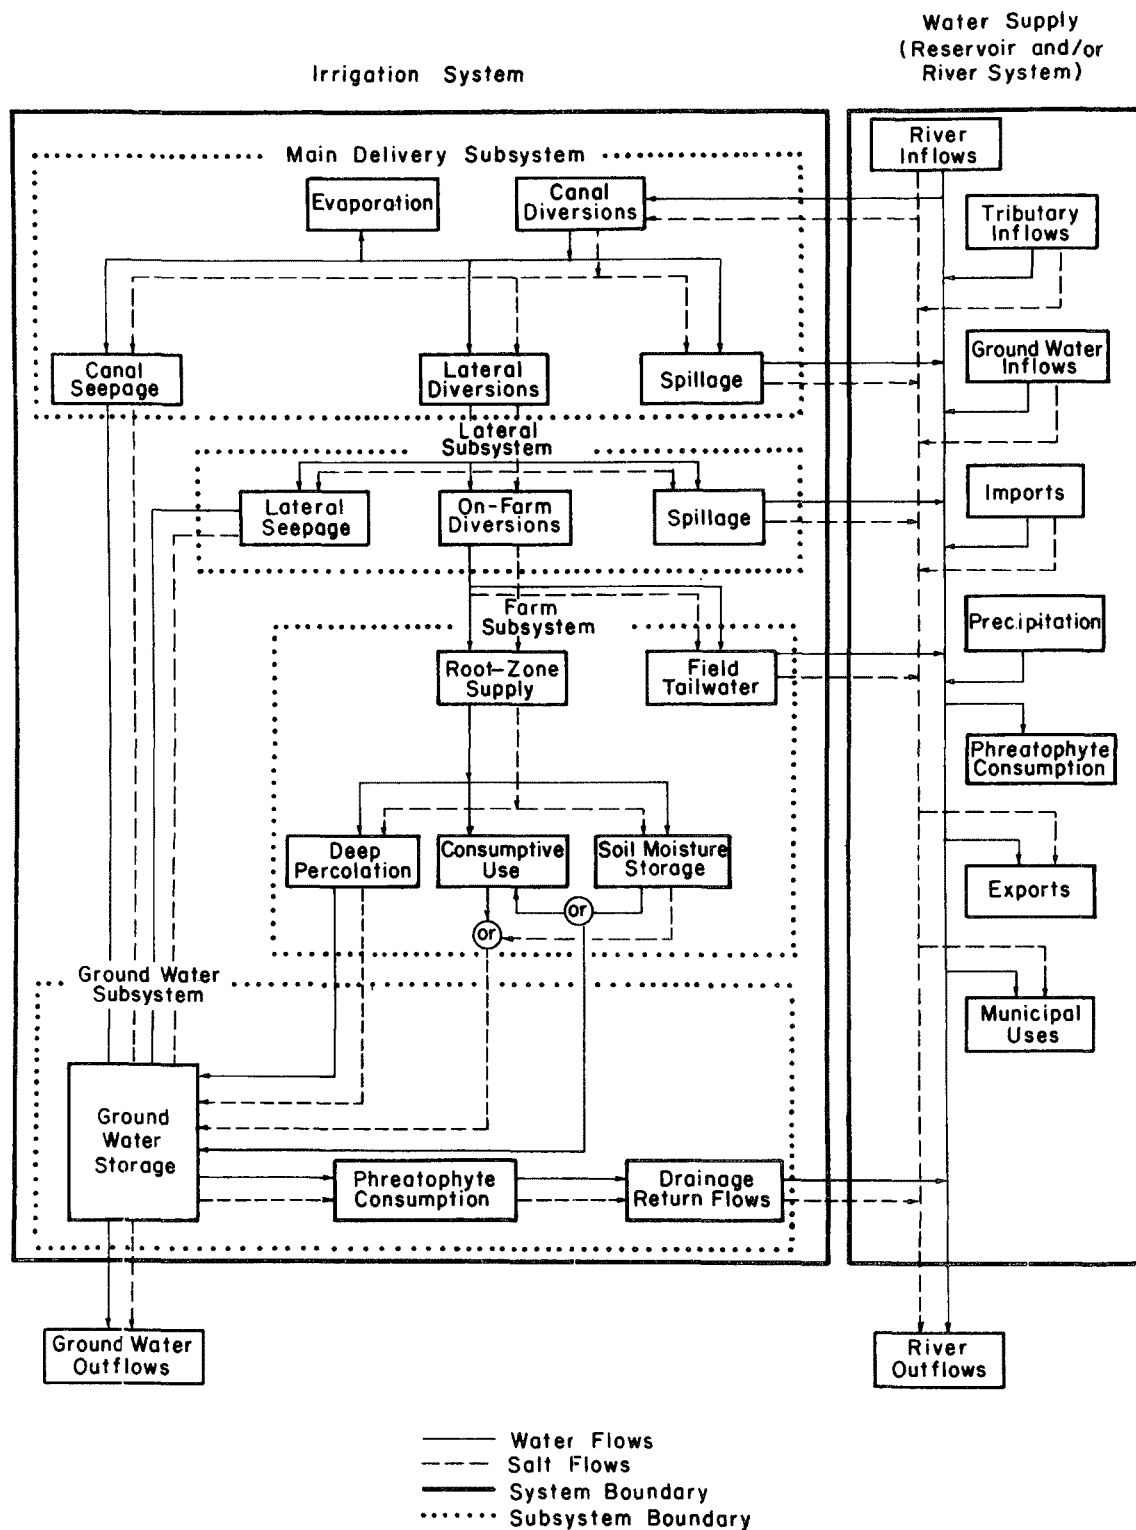 Water Supply
(Reservoir and/or
River System)
Irrigation System
River
Inflows
Main Delivery Subsystem
Evaporation
Canal
Diversions
Tributary
Inflows
Canal
Seepage
Lateral
Diversions
Spillage
Ground Water
Inflows
Lateral
Subsystem
Lateral
Seepage
On-Farm
Diversions
Spillage
Imports
Farm
Subsystem
Root-Zone
Supply
Field
Tailwater
Precipitation
Phreatophyte
Consumption
Deep
Percolation
Consumptive
Use
Soil Moisture
Storage
Exports
or
or
Ground Water
Subsystem
Municipal
Uses
Ground
Water
Storage
Phreatophyte
Consumption
Drainage
Return Flows
Ground Water
Outflows
River
Outflows
Water Flows
Salt Flows
System Boundary
Subsystem Boundary